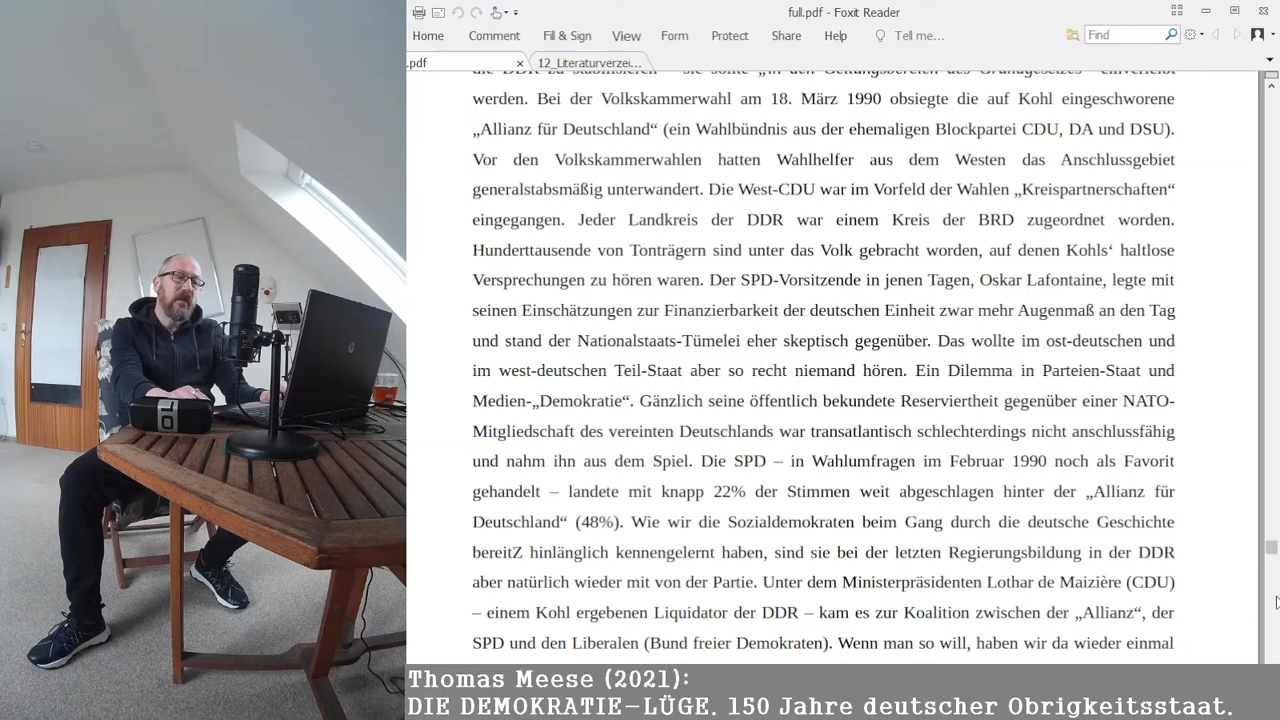 full.pdf - Foxit Reader
Home Comment Fill & Sign View Form Protect Share Help Tell me… Find
.pdf 12_Literaturverzei...
die DDR zu stabilisieren – sie sollte „in den Geltungsbereich des Grundgesetzes“ einverleibt
werden. Bei der Volkskammerwahl am 18. März 1990 obsiegte die auf Kohl eingeschworene
„Allianz für Deutschland“ (ein Wahlbündnis aus der ehemaligen Blockpartei CDU, DA und DSU).
Vor den Volkskammerwahlen hatten Wahlhelfer aus dem Westen das Anschlussgebiet
generalstabsmäßig unterwandert. Die West-CDU war im Vorfeld der Wahlen „Kreispartnerschaften“
eingegangen. Jeder Landkreis der DDR war einem Kreis der BRD zugeordnet worden.
Hunderttausende von Tonträgern sind unter das Volk gebracht worden, auf denen Kohls‘ haltlose
Versprechungen zu hören waren. Der SPD-Vorsitzende in jenen Tagen, Oskar Lafontaine, legte mit
seinen Einschätzungen zur Finanzierbarkeit der deutschen Einheit zwar mehr Augenmaß an den Tag
und stand der Nationalstaats-Tümelei eher skeptisch gegenüber. Das wollte im ost-deutschen und
im west-deutschen Teil-Staat aber so recht niemand hören. Ein Dilemma in Parteien-Staat und
Medien-„Demokratie“. Gänzlich seine öffentlich bekundete Reserviertheit gegenüber einer NATO-
Mitgliedschaft des vereinten Deutschlands war transatlantisch schlechterdings nicht anschlussfähig
und nahm ihn aus dem Spiel. Die SPD – in Wahlumfragen im Februar 1990 noch als Favorit
gehandelt – landete mit knapp 22% der Stimmen weit abgeschlagen hinter der „Allianz für
Deutschland“ (48%). Wie wir die Sozialdemokraten beim Gang durch die deutsche Geschichte
bereitZ hinlänglich kennengelernt haben, sind sie bei der letzten Regierungsbildung in der DDR
aber natürlich wieder mit von der Partie. Unter dem Ministerpräsidenten Lothar de Maizière (CDU)
– einem Kohl ergebenen Liquidator der DDR – kam es zur Koalition zwischen der „Allianz“, der
SPD und den Liberalen (Bund freier Demokraten). Wenn man so will, haben wir da wieder einmal
Thomas Meese (2021):
DIE DEMOKRATIE-LÜGE. 150 Jahre deutscher Obrigkeitsstaat.